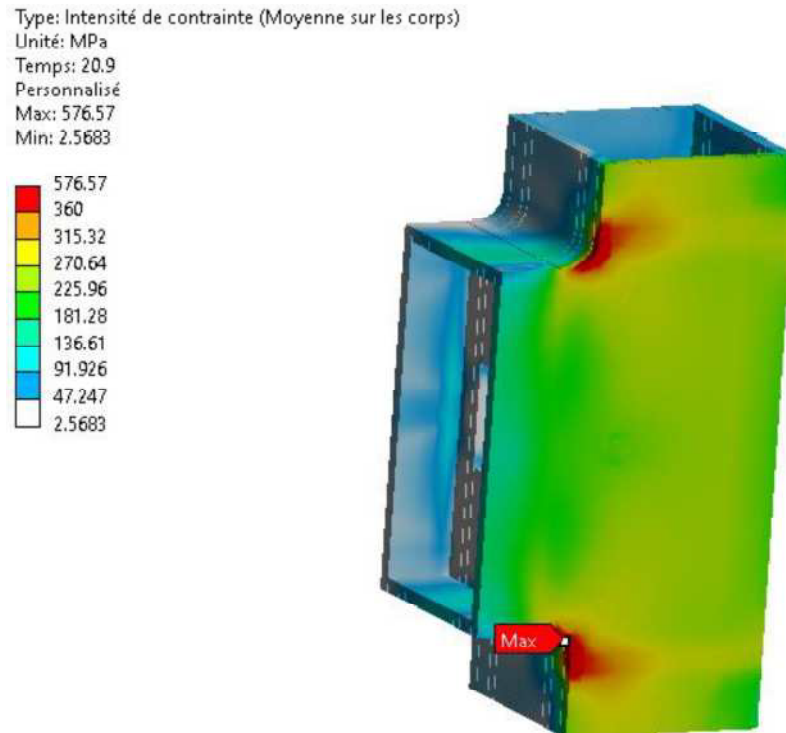 Type: Intensité de contrainte (Moyenne sur les corps)
Unité: MPa
Temps: 20.9
Personnalisé
Max: 576.57
Min: 2.5683
576.57
360
315.32
270.64
225.96
181.28
136.61
91.926
47.247
2.5683
Max